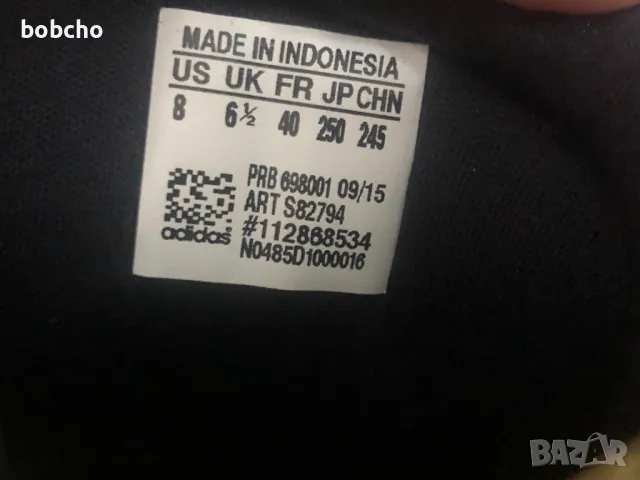 bobcho
MADE IN INDONESIA
US UK FR JP CHN
8 6½ 40 250 245
PRB 698001 09/15
ART S82794
#112868534
adidas
N0485D1000016
BAZAR